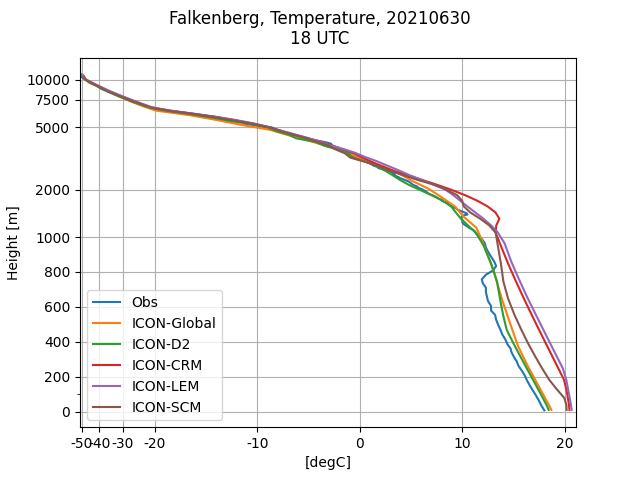 Falkenberg, Temperature, 20210630
18 UTC
Height [m]
10000
7500
5000
2000
1000
800
600
400
200
0
Obs
ICON-Global
ICON-D2
ICON-CRM
ICON-LEM
ICON-SCM
-50 -40 -30 -20 -10 0 10 20
[degC]